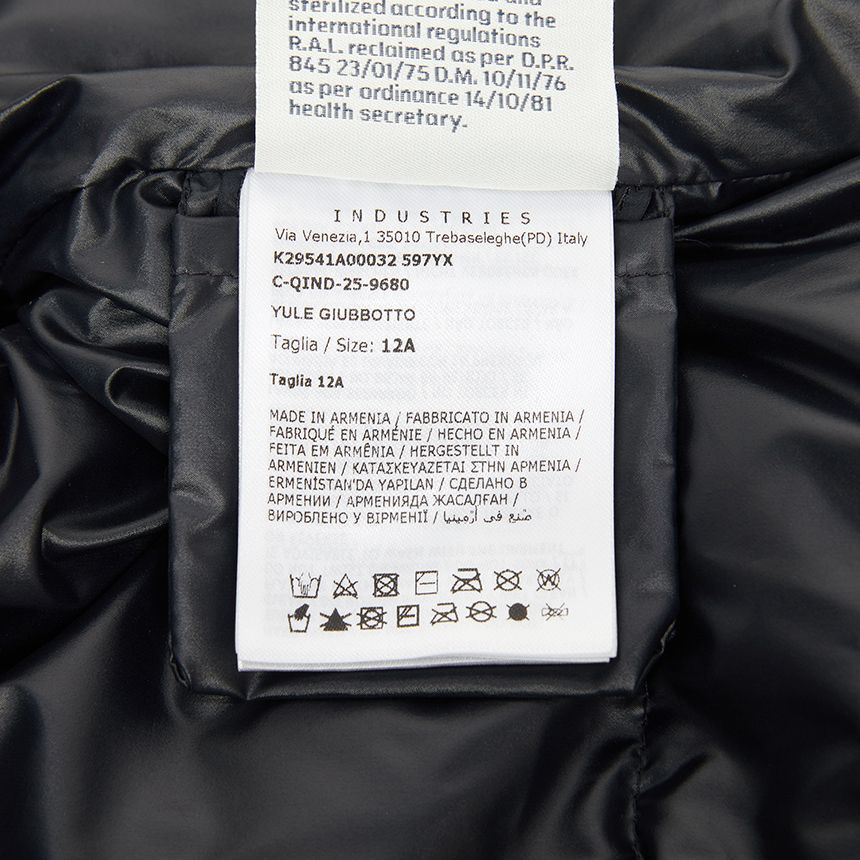 sterilized according to the
international regulations
R.A.L. reclaimed as per D.P.R.
845 23/01/75 D.M. 10/11/76
as per ordinance 14/10/81
health secretary.
INDUSTRIES
Via Venezia,1 35010 Trebaseleghe(PD) Italy
K29541A00032 597YX
C-QIND-25-9680
YULE GIUBBOTTO
Taglia / Size: 12A
Taglia 12A
MADE IN ARMENIA / FABBRICATO IN ARMENIA /
FABRIQUÉ EN ARMÉNIE / HECHO EN ARMENIA /
FEITA EM ARMÊNIA / HERGESTELLT IN
ARMENIEN / ΚΑΤΑΣΚΕΥΑΖΕΤΑΙ ΣΤΗΝ ΑΡΜΕΝΙΑ /
ERMENİSTAN'DA YAPILAN / СДЕЛАНО В
АРМЕНИИ / АРМЕНИЯДА ЖАСАЛҒАН /
ВИРОБЛЕНО У ВІРМЕНІЇ / صنع في أرمينيا